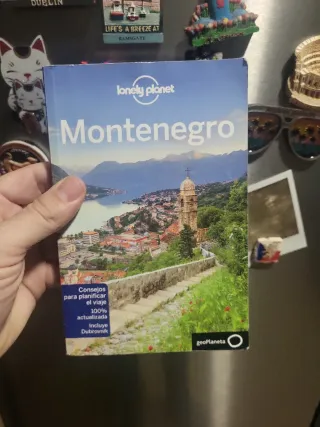 DUBLIN
LIFE'S A BREEZE AT
lonely planet
Montenegro
Consejos
para planificar
el viaje
100%
actualizada
Incluye
Dubrovnik
geoPlaneta